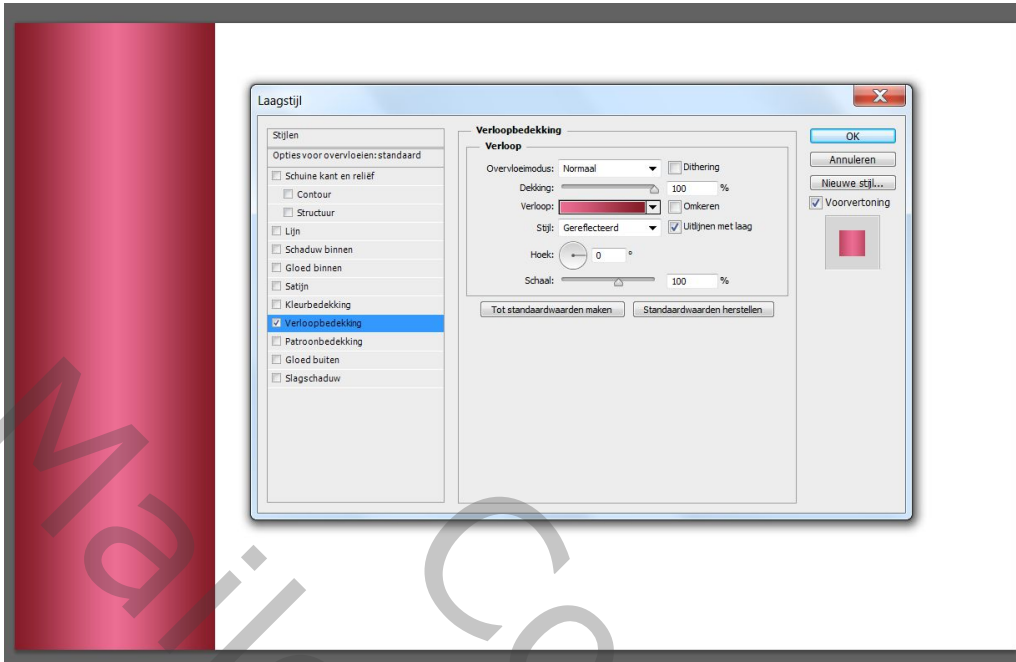 Laagstijl
Stijlen
Opties voor overvloeien: standaard
Schuine kant en reliëf
Contour
Structuur
Lijn
Schaduw binnen
Gloed binnen
Satijn
Kleurbedekking
Verloopbedekking
Patroonbedekking
Gloed buiten
Slagschaduw
Verloopbedekking
Verloop
Overvloeimodus: Normaal Dithering
Dekking: 100 %
Verloop: Omkeren
Stijl: Gereflecteerd Uitlijnen met laag
Hoek: 0 °
Schaal: 100 %
Tot standaardwaarden maken Standaardwaarden herstellen
OK
Annuleren
Nieuwe stijl...
Voorvertoning